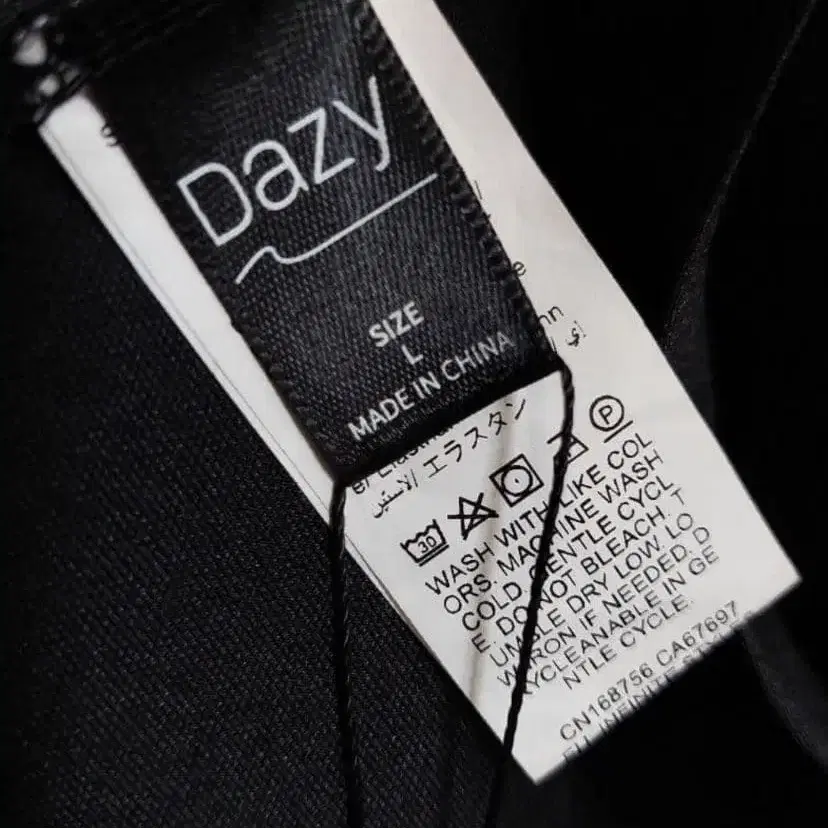 Dazy
SIZE
L
MADE IN CHINA
エラスタン
30
P
WASH WITH LIKE COL
ORS. MACHINE WASH
COLD. GENTLE CYCL
E. DO NOT BLEACH. T
DRY LOW. LO
IRON IF NEEDED. D
RYCLEANABLE IN GE
NTLE CYCLE.
CN168756 CA67697